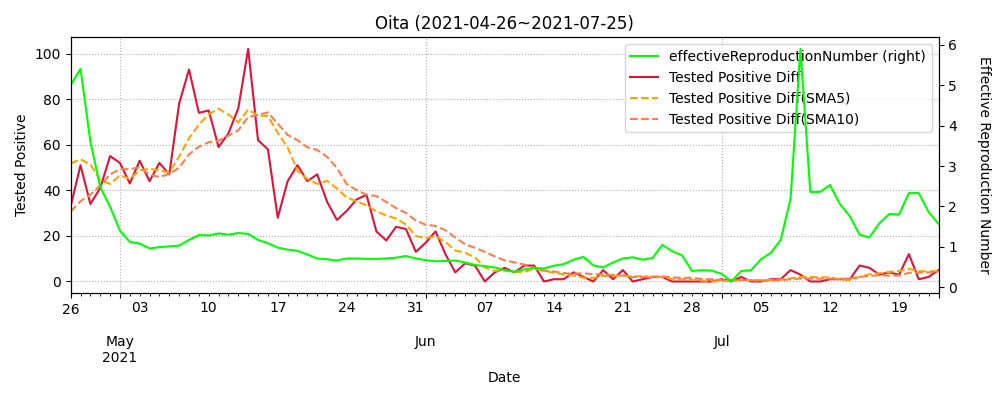 Oita (2021-04-26~2021-07-25)
effectiveReproductionNumber (right)
Tested Positive Diff
Tested Positive Diff(SMA5)
Tested Positive Diff(SMA10)
Tested Positive
100
80
60
40
20
0
Effective Reproduction Number
6
5
4
3
2
1
0
26 03 10 17 24 31 07 14 21 28 05 12 19
May Jun Jul
2021
Date